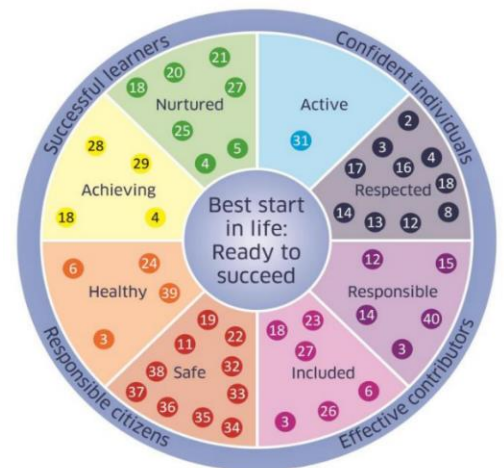 Successful learners
Confident individuals
Effective contributors
Responsible citizens
Best start
in life:
Ready to
succeed
Active
31
2
3
4
17
16
18
Respected
14
13
12
8
12
15
Responsible
14
40
3
23
18
27
Included
6
26
3
19
22
11
32
38
Safe
33
37
36
35
34
6
24
Healthy
39
3
28
29
Achieving
18
4
21
20
18
27
Nurtured
25
5
4